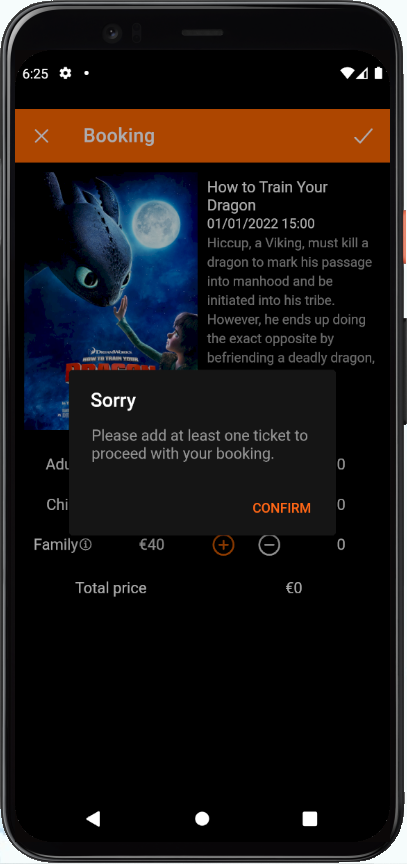 6:25
Booking
How to Train Your
Dragon
01/01/2022 15:00
Hiccup, a Viking, must kill a
dragon to mark his passage
into manhood and be
initiated into his tribe.
However, he ends up doing
the exact opposite by
befriending a deadly dragon,
DreamWorks
HOW TO TRAIN YOUR
DRAGON
Sorry
Please add at least one ticket to
proceed with your booking.
CONFIRM
Adu 0
Chi 0
Family €40 0
Total price €0